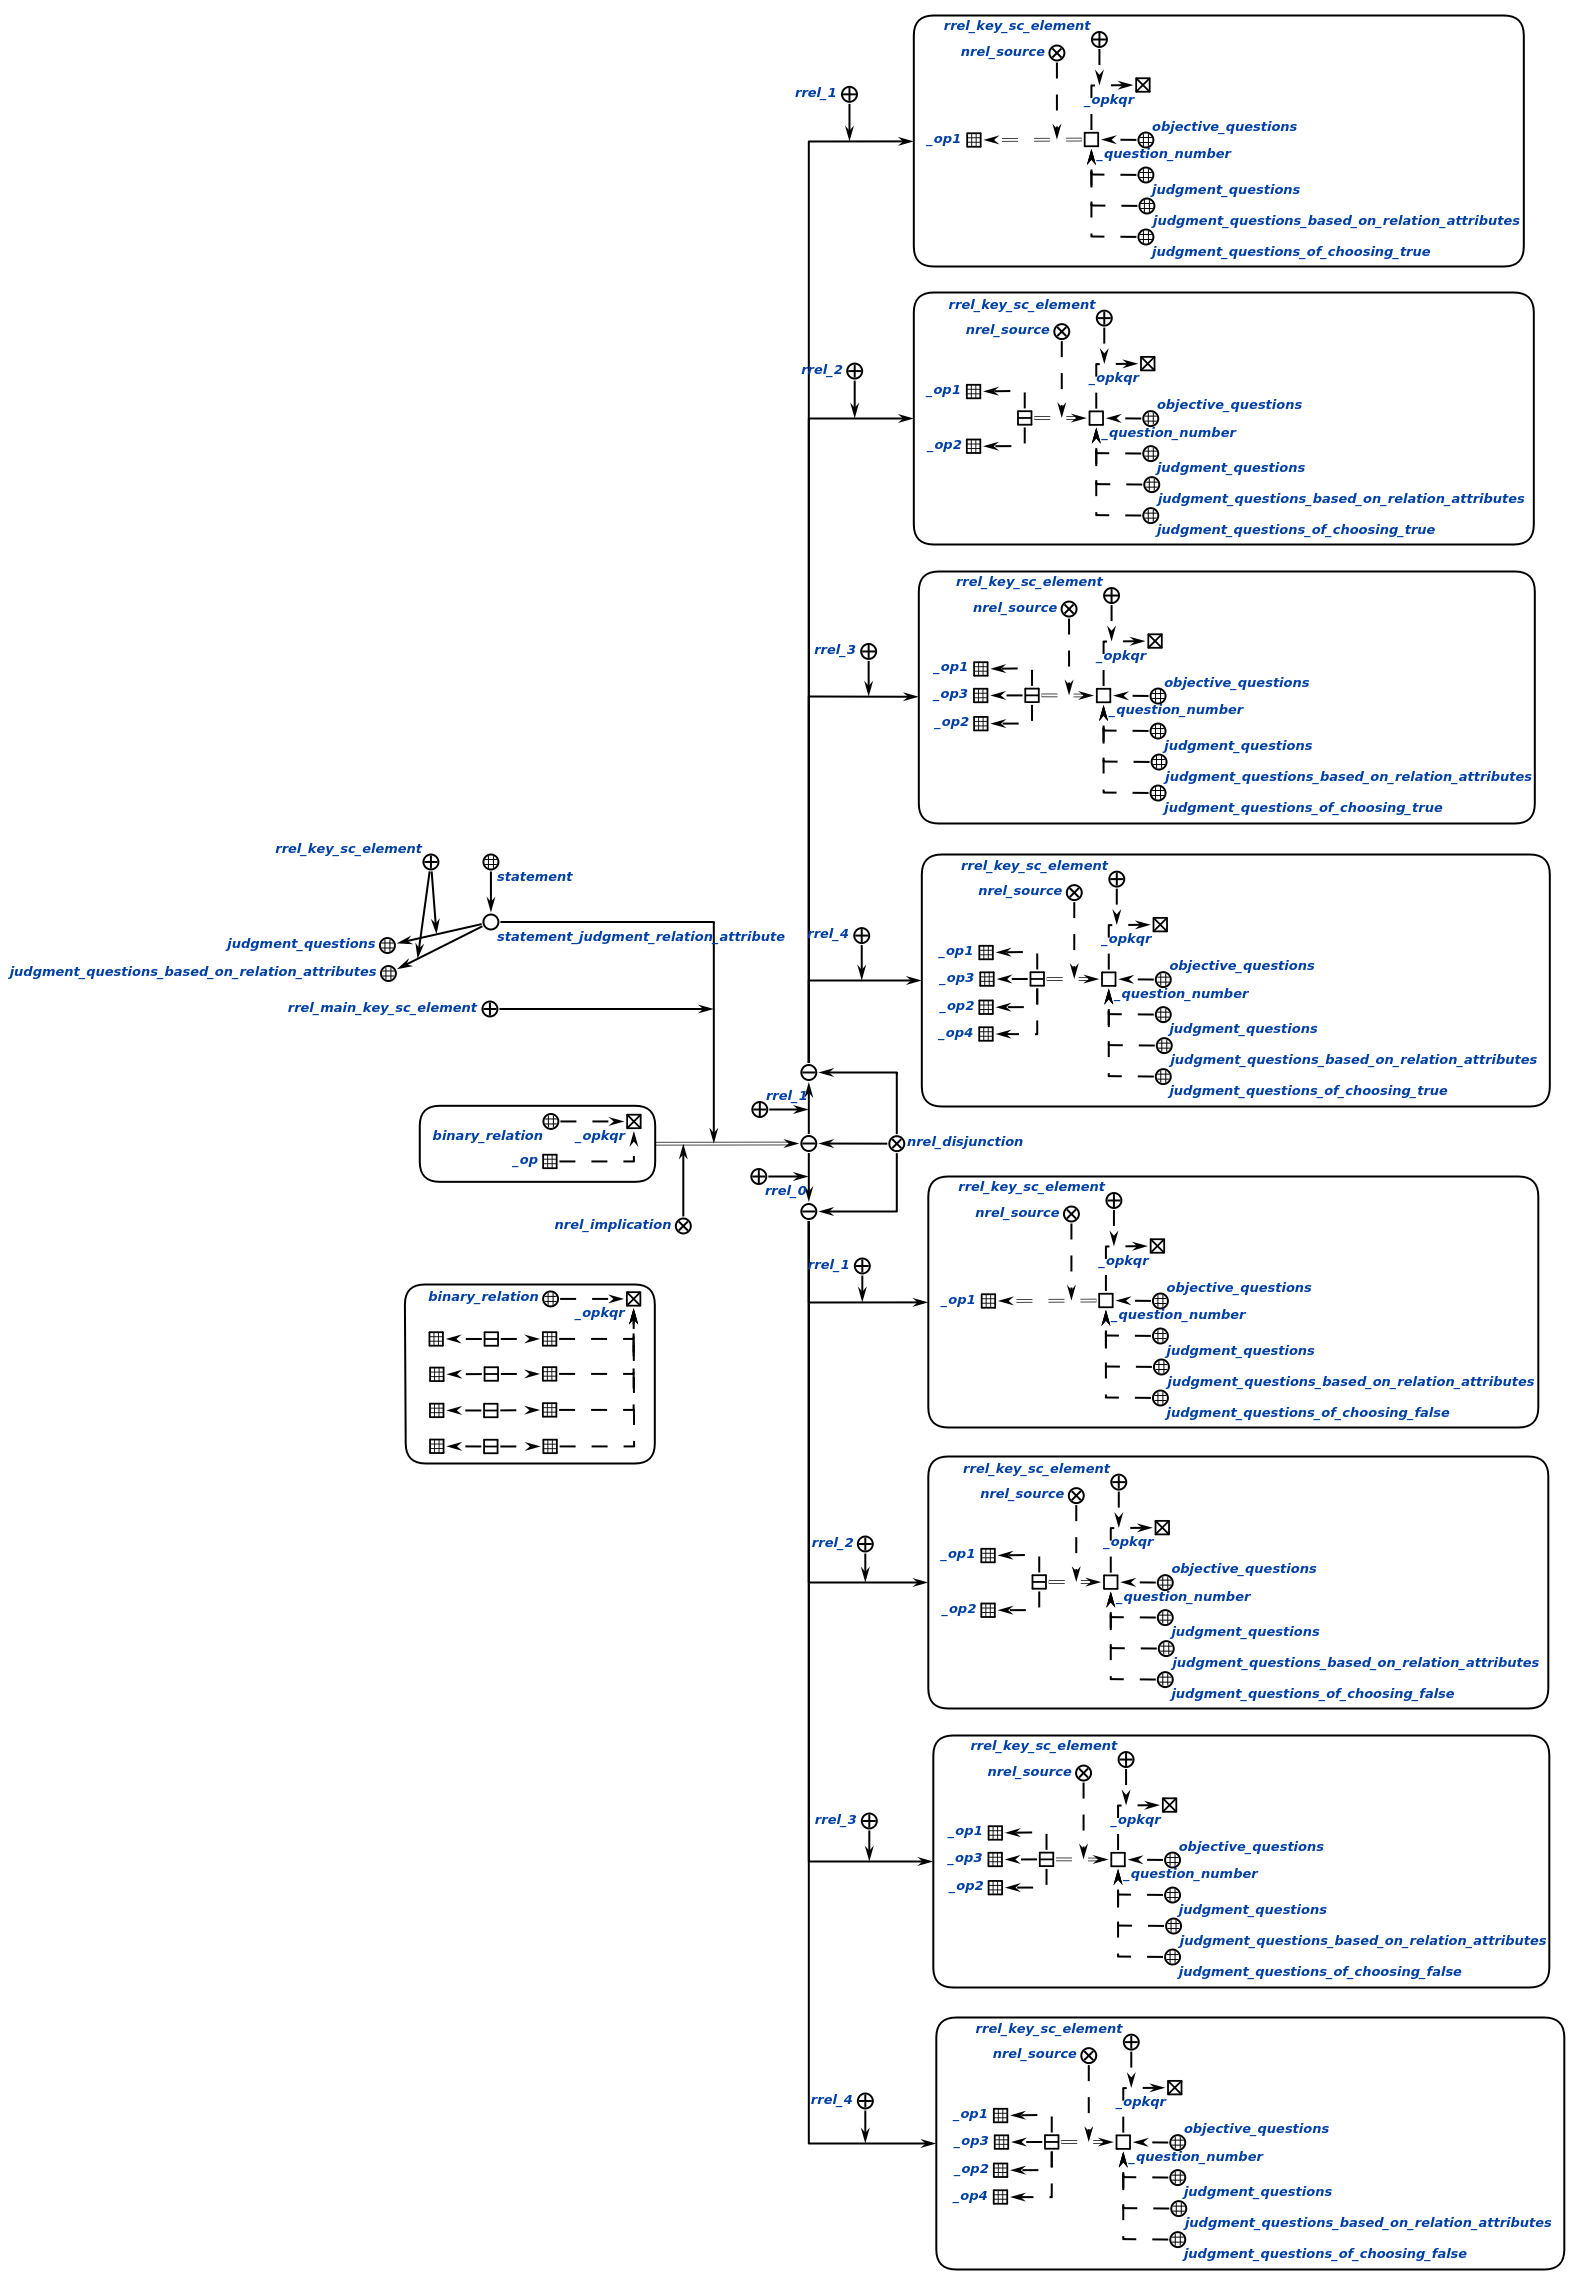 rrel_key_sc_element
nrel_source
rrel_1
_opkqr
objective_questions
_op1
_question_number
judgment_questions
judgment_questions_based_on_relation_attributes
judgment_questions_of_choosing_true
rrel_key_sc_element
nrel_source
rrel_2
_opkqr
_op1
objective_questions
_question_number
_op2
judgment_questions
judgment_questions_based_on_relation_attributes
judgment_questions_of_choosing_true
rrel_key_sc_element
nrel_source
rrel_3
_opkqr
_op1
objective_questions
_op3
_question_number
_op2
judgment_questions
judgment_questions_based_on_relation_attributes
judgment_questions_of_choosing_true
rrel_key_sc_element
statement
judgment_questions
statement_judgment_relation_attribute
judgment_questions_based_on_relation_attributes
rrel_main_key_sc_element
rrel_key_sc_element
nrel_source
rrel_4
_opkqr
_op1
objective_questions
_op3
_question_number
_op2
judgment_questions
_op4
judgment_questions_based_on_relation_attributes
judgment_questions_of_choosing_true
rrel_1
binary_relation
_opkqr
nrel_disjunction
_op
rrel_0
nrel_implication
rrel_key_sc_element
nrel_source
rrel_1
_opkqr
objective_questions
_op1
_question_number
judgment_questions
judgment_questions_based_on_relation_attributes
judgment_questions_of_choosing_false
binary_relation
_opkqr
rrel_key_sc_element
nrel_source
rrel_2
_opkqr
_op1
objective_questions
_question_number
_op2
judgment_questions
judgment_questions_based_on_relation_attributes
judgment_questions_of_choosing_false
rrel_key_sc_element
nrel_source
rrel_3
_opkqr
_op1
objective_questions
_op3
_question_number
_op2
judgment_questions
judgment_questions_based_on_relation_attributes
judgment_questions_of_choosing_false
rrel_key_sc_element
nrel_source
rrel_4
_opkqr
_op1
objective_questions
_op3
_question_number
_op2
judgment_questions
_op4
judgment_questions_based_on_relation_attributes
judgment_questions_of_choosing_false